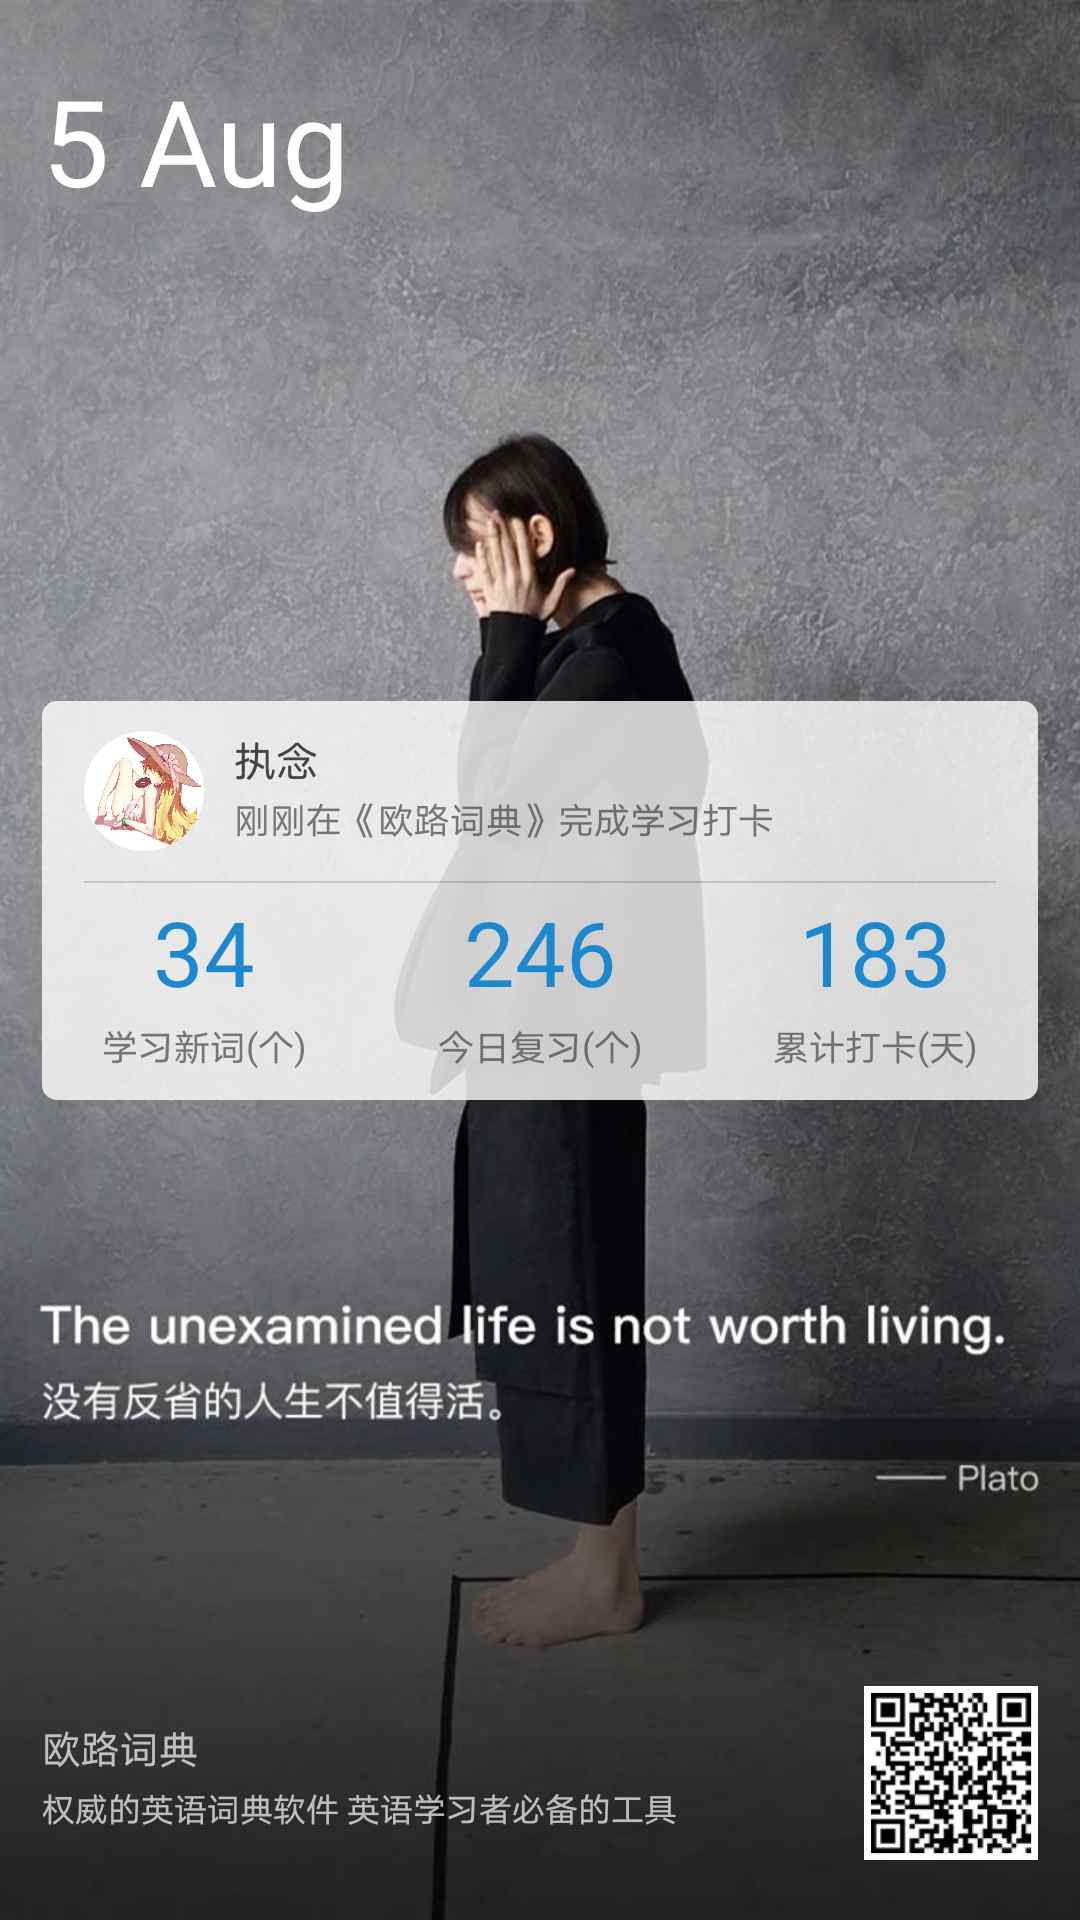 5 Aug
执念
刚刚在《欧路词典》完成学习打卡
34 246 183
学习新词(个) 今日复习(个) 累计打卡(天)
The unexamined life is not worth living.
没有反省的人生不值得活。
—— Plato
欧路词典
权威的英语词典软件 英语学习者必备的工具